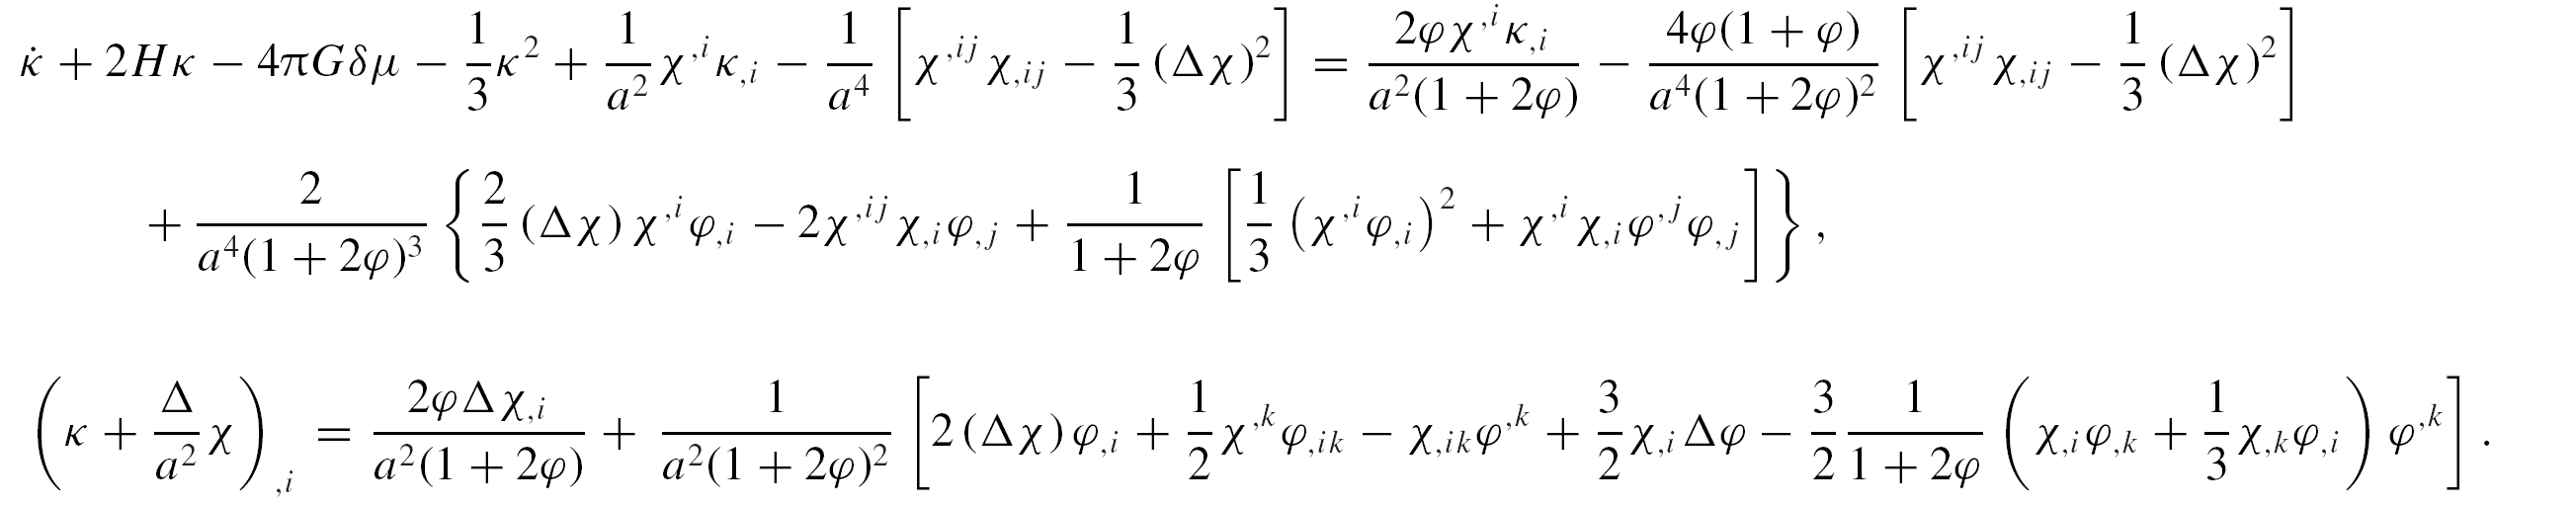 $\dot{\kappa} + 2H\kappa - 4\pi G\delta\mu - \frac{1}{3}\kappa^2 + \frac{1}{a^2}\chi^{,i}\kappa_{,i} - \frac{1}{a^4}\left[\chi^{,ij}\chi_{,ij} - \frac{1}{3}(\Delta\chi)^2\right] = \frac{2\varphi\chi^{,i}\kappa_{,i}}{a^2(1+2\varphi)} - \frac{4\varphi(1+\varphi)}{a^4(1+2\varphi)^2}\left[\chi^{,ij}\chi_{,ij} - \frac{1}{3}(\Delta\chi)^2\right]$
$+ \frac{2}{a^4(1+2\varphi)^3}\left\{\frac{2}{3}(\Delta\chi)\chi^{,i}\varphi_{,i} - 2\chi^{,ij}\chi_{,i}\varphi_{,j} + \frac{1}{1+2\varphi}\left[\frac{1}{3}\left(\chi^{,i}\varphi_{,i}\right)^2 + \chi^{,i}\chi_{,i}\varphi^{,j}\varphi_{,j}\right]\right\},$
$\left(\kappa + \frac{\Delta}{a^2}\chi\right)_{,i} = \frac{2\varphi\Delta\chi_{,i}}{a^2(1+2\varphi)} + \frac{1}{a^2(1+2\varphi)^2}\left[2(\Delta\chi)\varphi_{,i} + \frac{1}{2}\chi^{,k}\varphi_{,ik} - \chi_{,ik}\varphi^{,k} + \frac{3}{2}\chi_{,i}\Delta\varphi - \frac{3}{2}\frac{1}{1+2\varphi}\left(\chi_{,i}\varphi_{,k} + \frac{1}{3}\chi_{,k}\varphi_{,i}\right)\varphi^{,k}\right].$